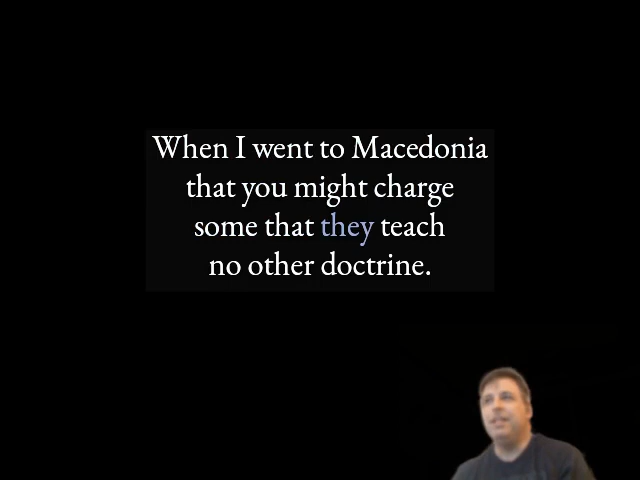 When I went to Macedonia
that you might charge
some that they teach
no other doctrine.